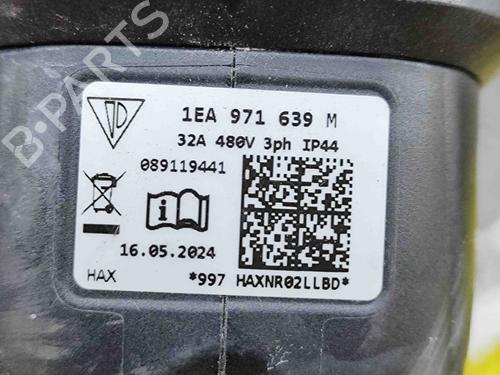 1EA 971 639 M
32A 480V 3ph IP44
089119441
16.05.2024
HAX *997 HAXNR02LLBD*
B-PARTS